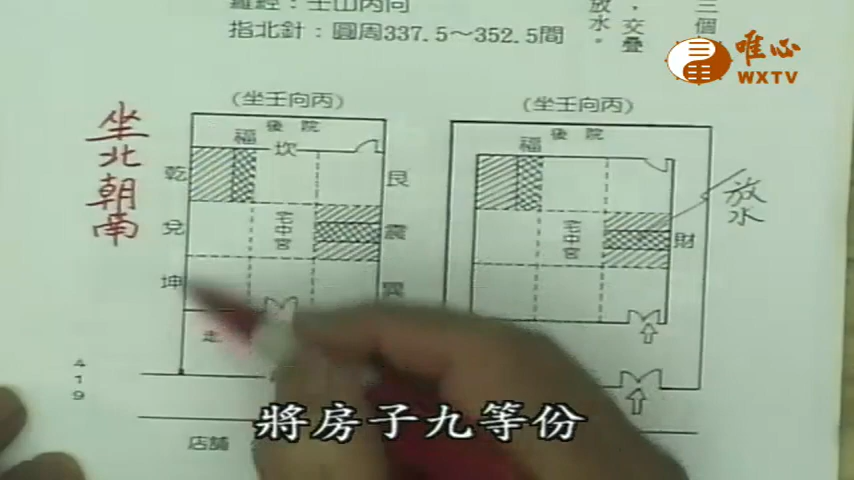 羅經：壬山丙向
指北針：圓周337.5～352.5間
放水。
，交疊
三個
唯心
WXTV
(坐壬向丙)
後院
福
坎
乾
艮
兌
宅中宮
震
坤
巽
走
店舖
坐北朝南
(坐壬向丙)
後院
福
宅中宮
財
放水
419
將房子九等份